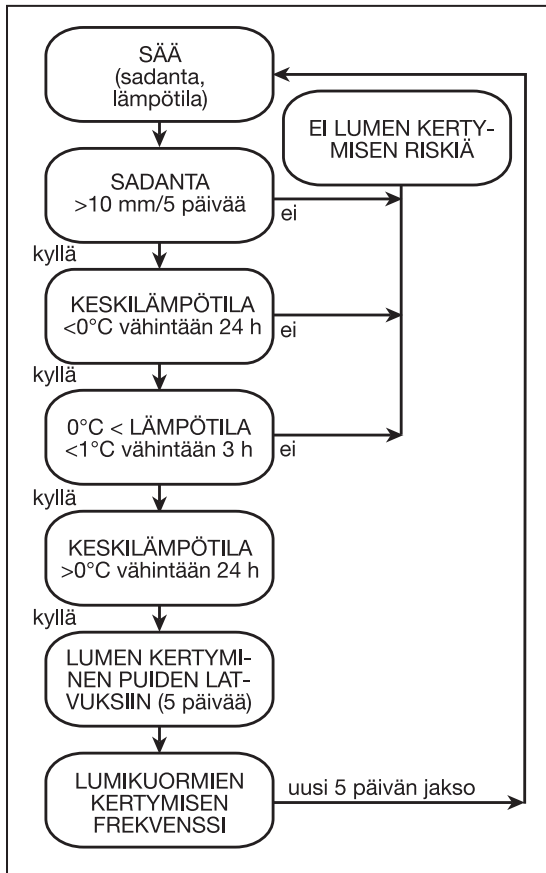 SÄÄ
(sadanta,
lämpötila)
EI LUMEN KERTY-
MISEN RISKIÄ
SADANTA
>10 mm/5 päivää
ei
kyllä
KESKILÄMPÖTILA
<0°C vähintään 24 h
ei
kyllä
0°C < LÄMPÖTILA
<1°C vähintään 3 h
ei
kyllä
KESKILÄMPÖTILA
>0°C vähintään 24 h
kyllä
LUMEN KERTYMI-
NEN PUIDEN LAT-
VUKSIIN (5 päivää)
LUMIKUORMIEN
KERTYMISEN
FREKVENSSI
uusi 5 päivän jakso